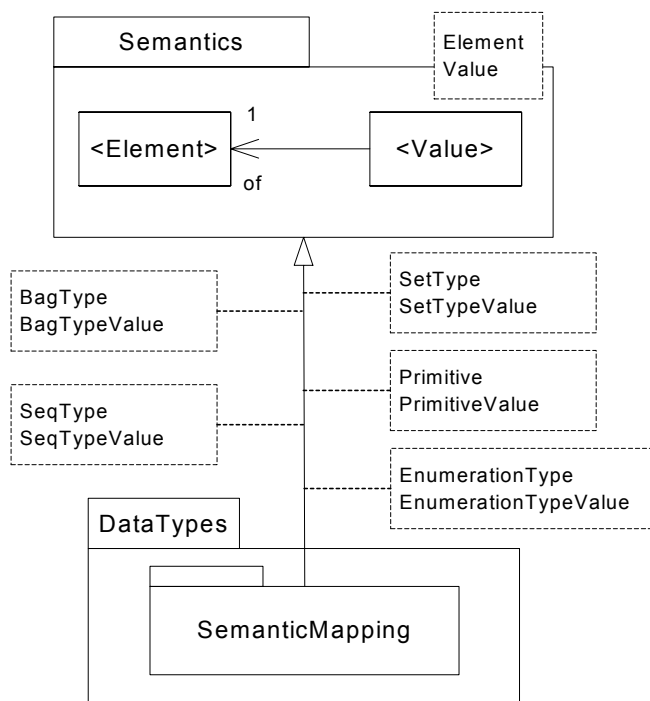 Semantics
Element
Value
1
<Element>
<Value>
of
BagType
BagTypeValue
SetType
SetTypeValue
Primitive
PrimitiveValue
SeqType
SeqTypeValue
EnumerationType
EnumerationTypeValue
DataTypes
SemanticMapping